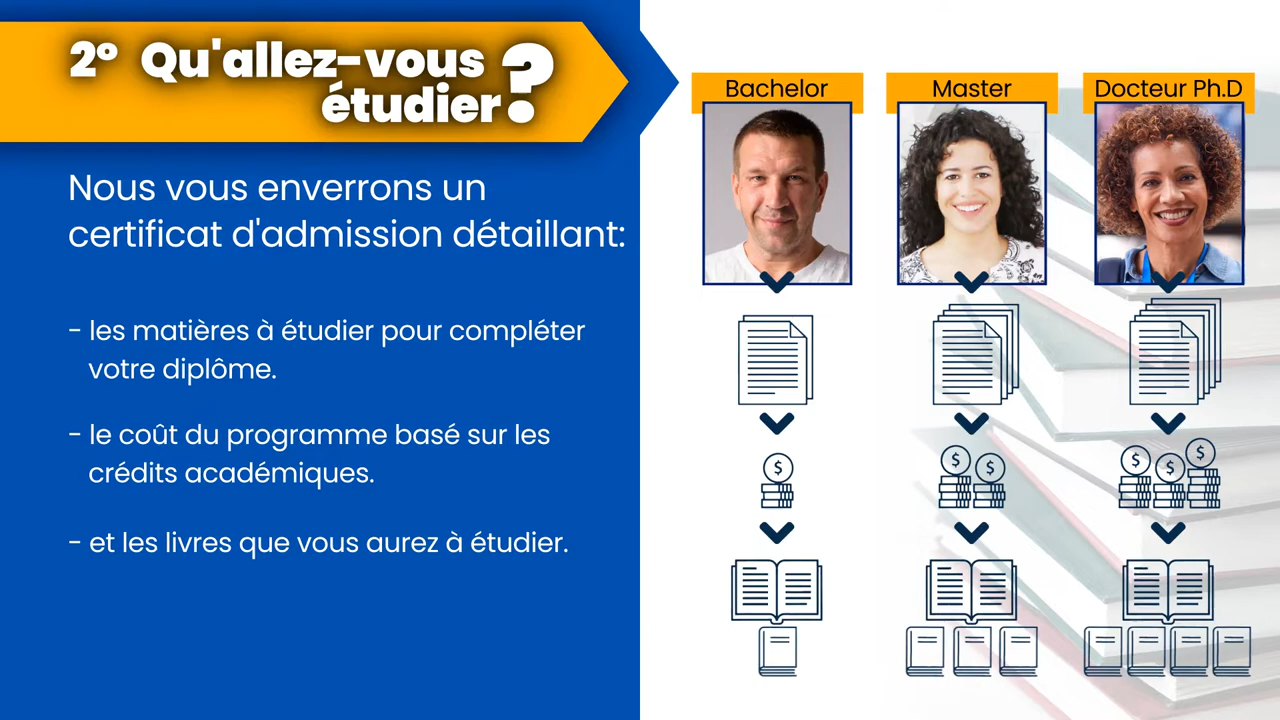 2º Qu'allez-vous
étudier?
Nous vous enverrons un
certificat d'admission détaillant:
- les matières à étudier pour compléter
votre diplôme.
- le coût du programme basé sur les
crédits académiques.
- et les livres que vous aurez à étudier.
Bachelor
Master
Docteur Ph.D
$
$ $
$ $ $